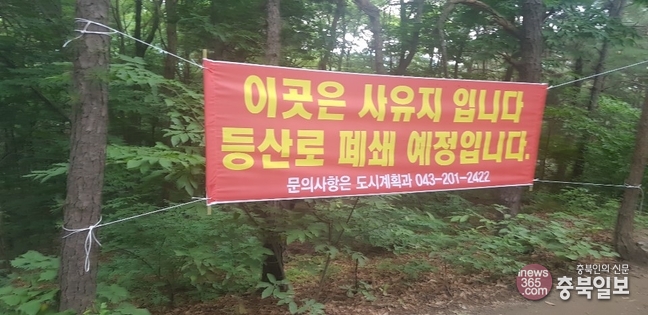 이곳은 사유지 입니다
등산로 폐쇄 예정입니다.
문의사항은 도시계획과 043-201-2422
inews365.com
충북인의 신문
충북일보